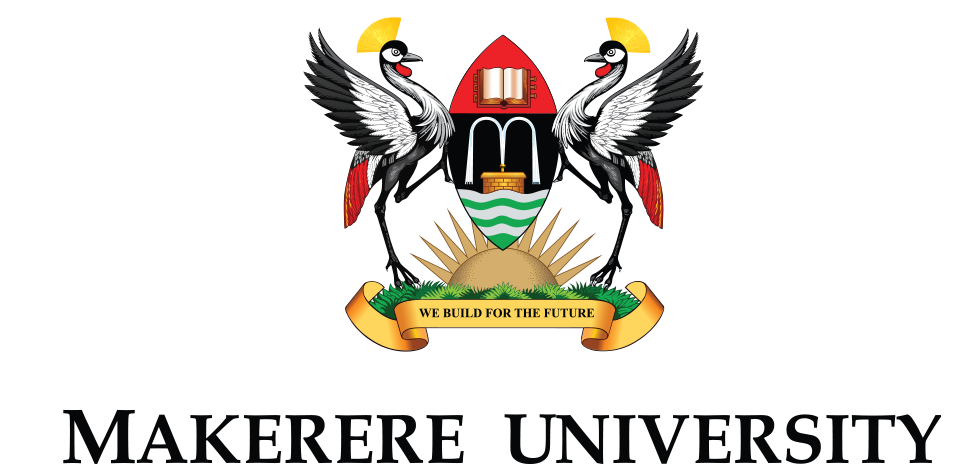 WE BUILD FOR THE FUTURE
MAKERERE UNIVERSITY